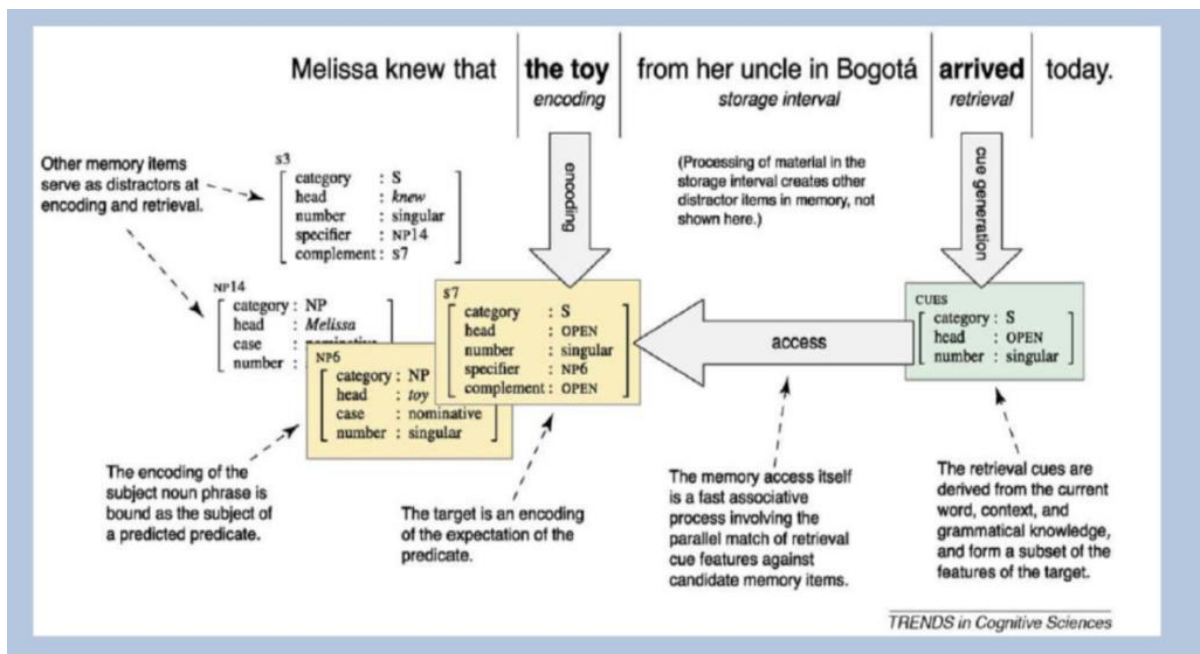 Melissa knew that the toy from her uncle in Bogotá arrived today.
encoding storage interval retrieval
Other memory items
serve as distractors at
encoding and retrieval.
S3
category : S
head : knew
number : singular
specifier : NP14
complement : S7
encoding
(Processing of material in the
storage interval creates other
distractor items in memory, not
shown here.)
cue generation
NP14
category : NP
head : Melissa
case :
number :
NP6
category : NP
head : toy
case : nominative
number : singular
S7
category : S
head : OPEN
number : singular
specifier : NP6
complement : OPEN
access
CUES
category : S
head : OPEN
number : singular
The encoding of the
subject noun phrase is
bound as the subject of
a predicted predicate.
The target is an encoding
of the expectation of the
predicate.
The memory access itself
is a fast associative
process involving the
parallel match of retrieval
cue features against
candidate memory items.
The retrieval cues are
derived from the current
word, context, and
grammatical knowledge,
and form a subset of the
features of the target.
TRENDS in Cognitive Sciences